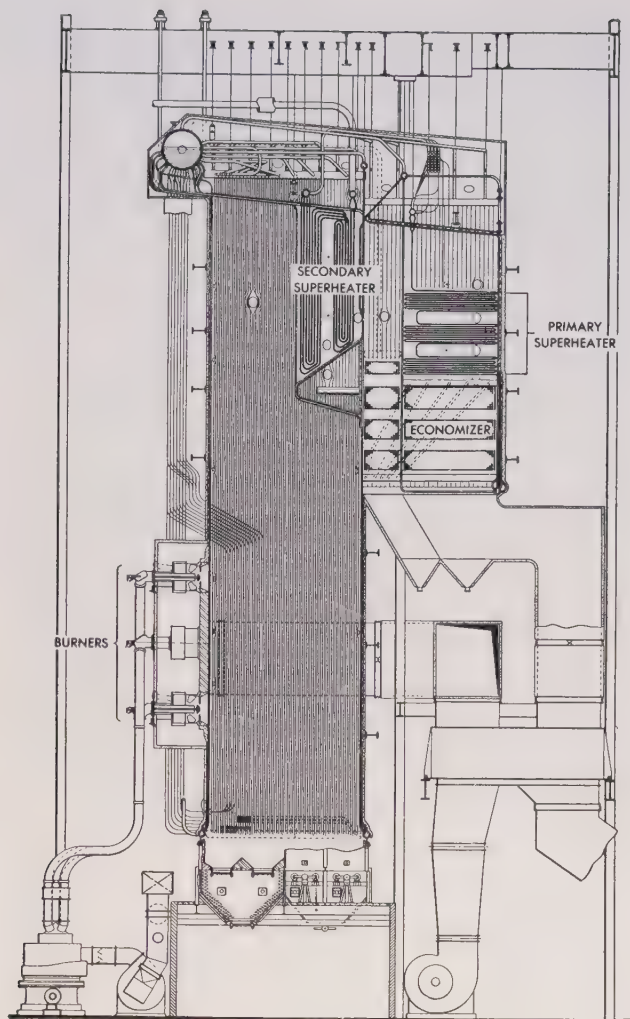 SECONDARY
SUPERHEATER
PRIMARY
SUPERHEATER
ECONOMIZER
BURNERS